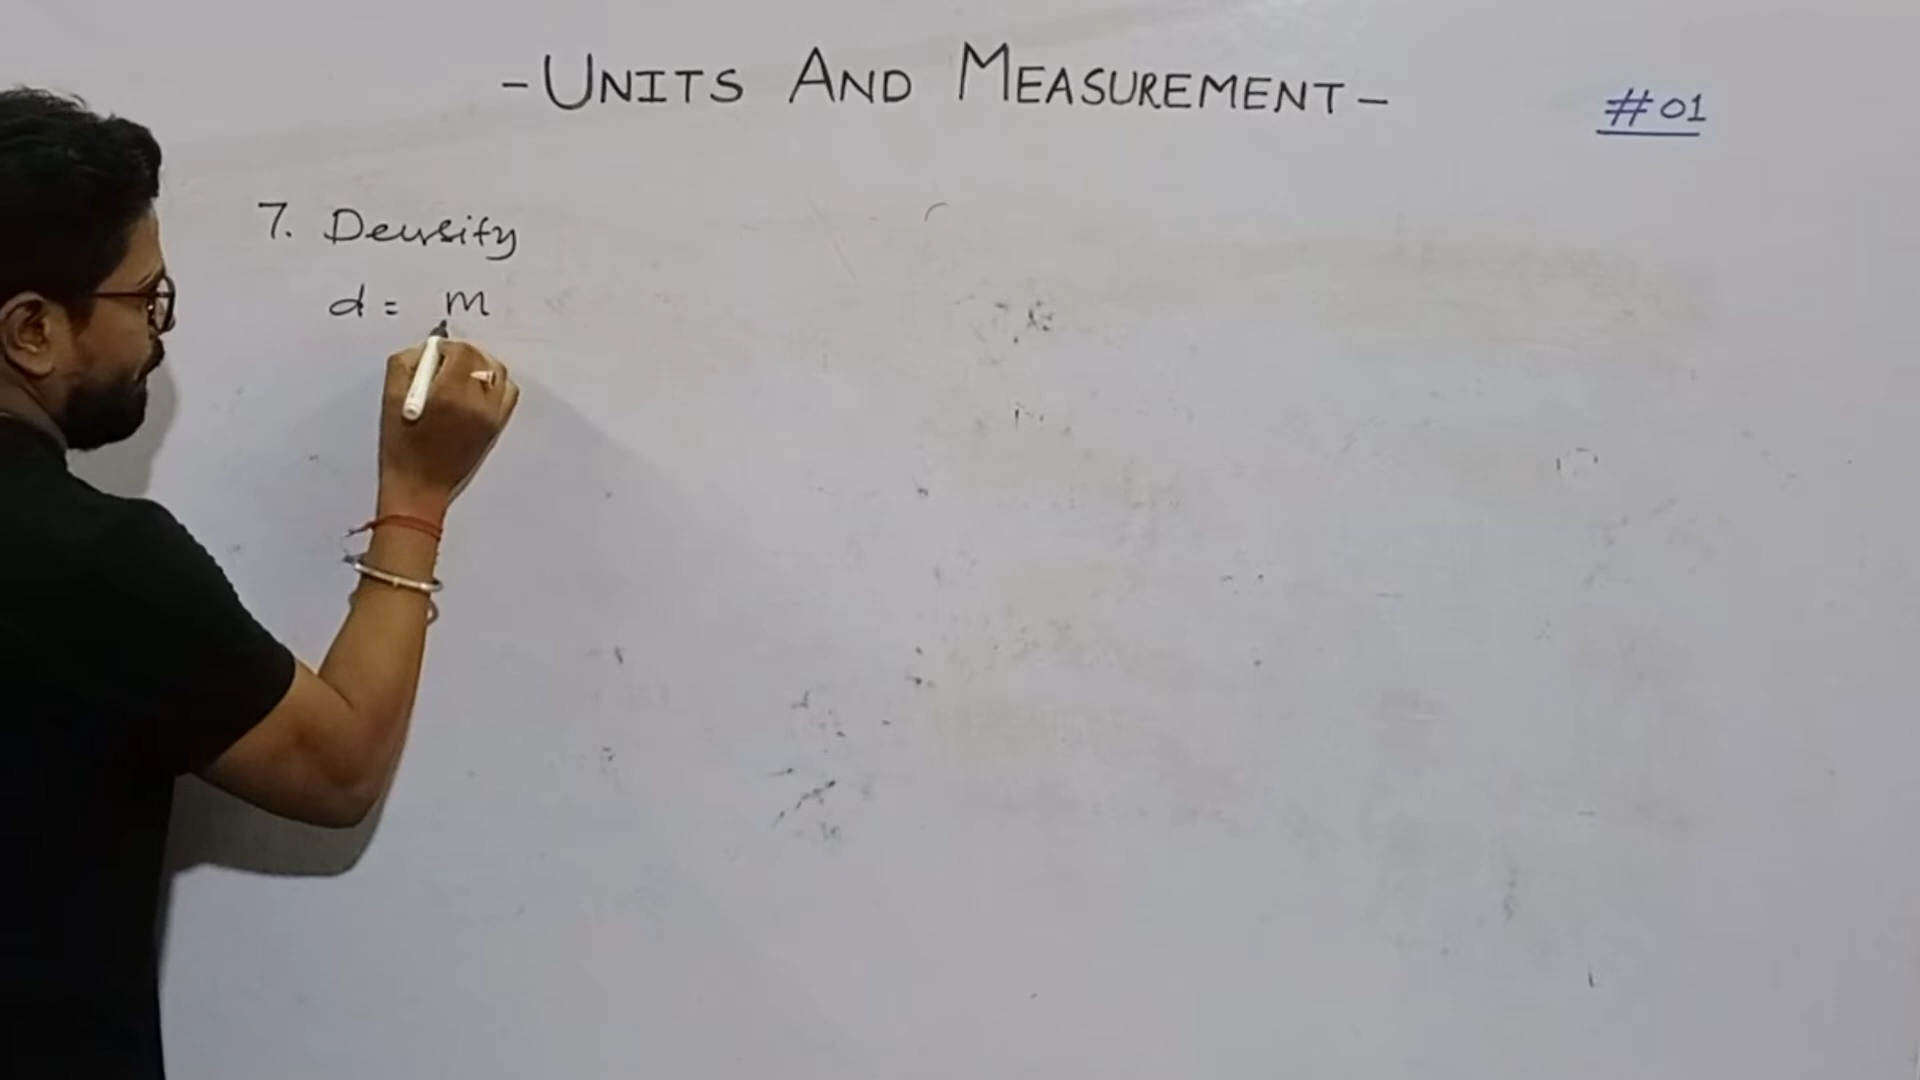 -UNITS AND MEASUREMENT-
#01
7. Density
d = m